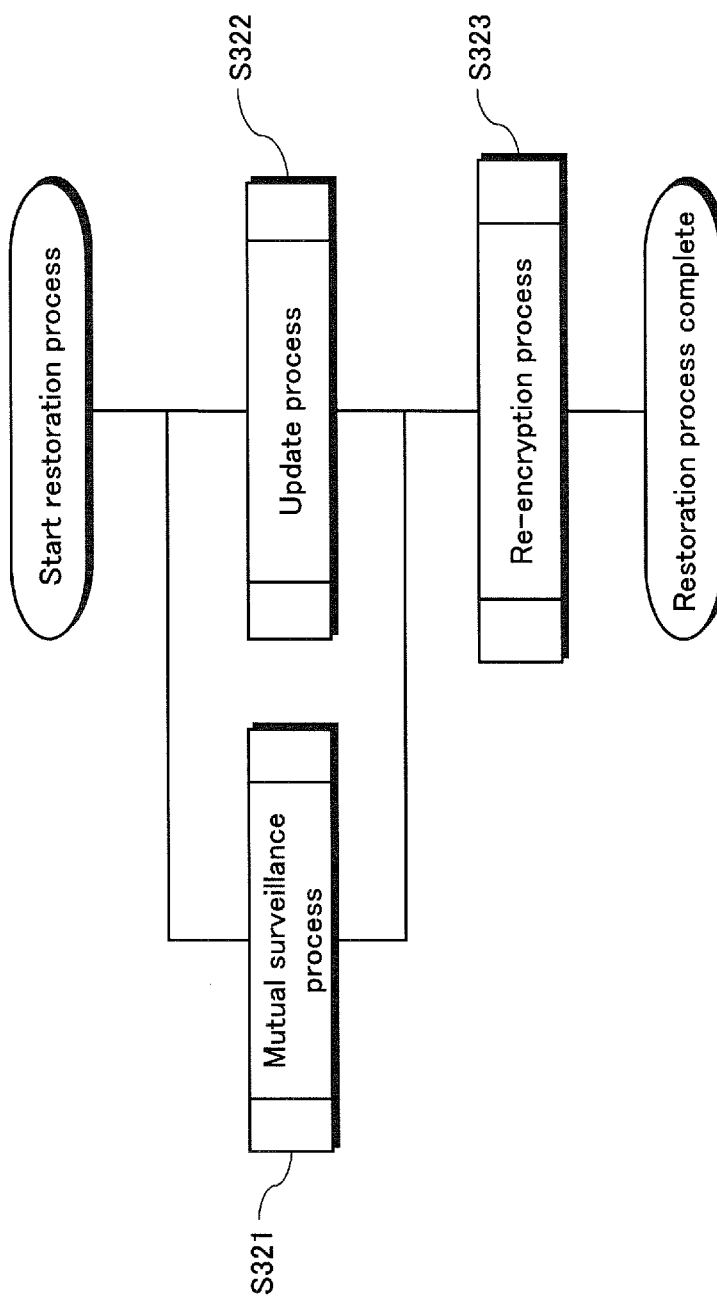 Start restoration process
S321
Mutual surveillance
process
Update process
S322
Re-encryption process
S323
Restoration process complete